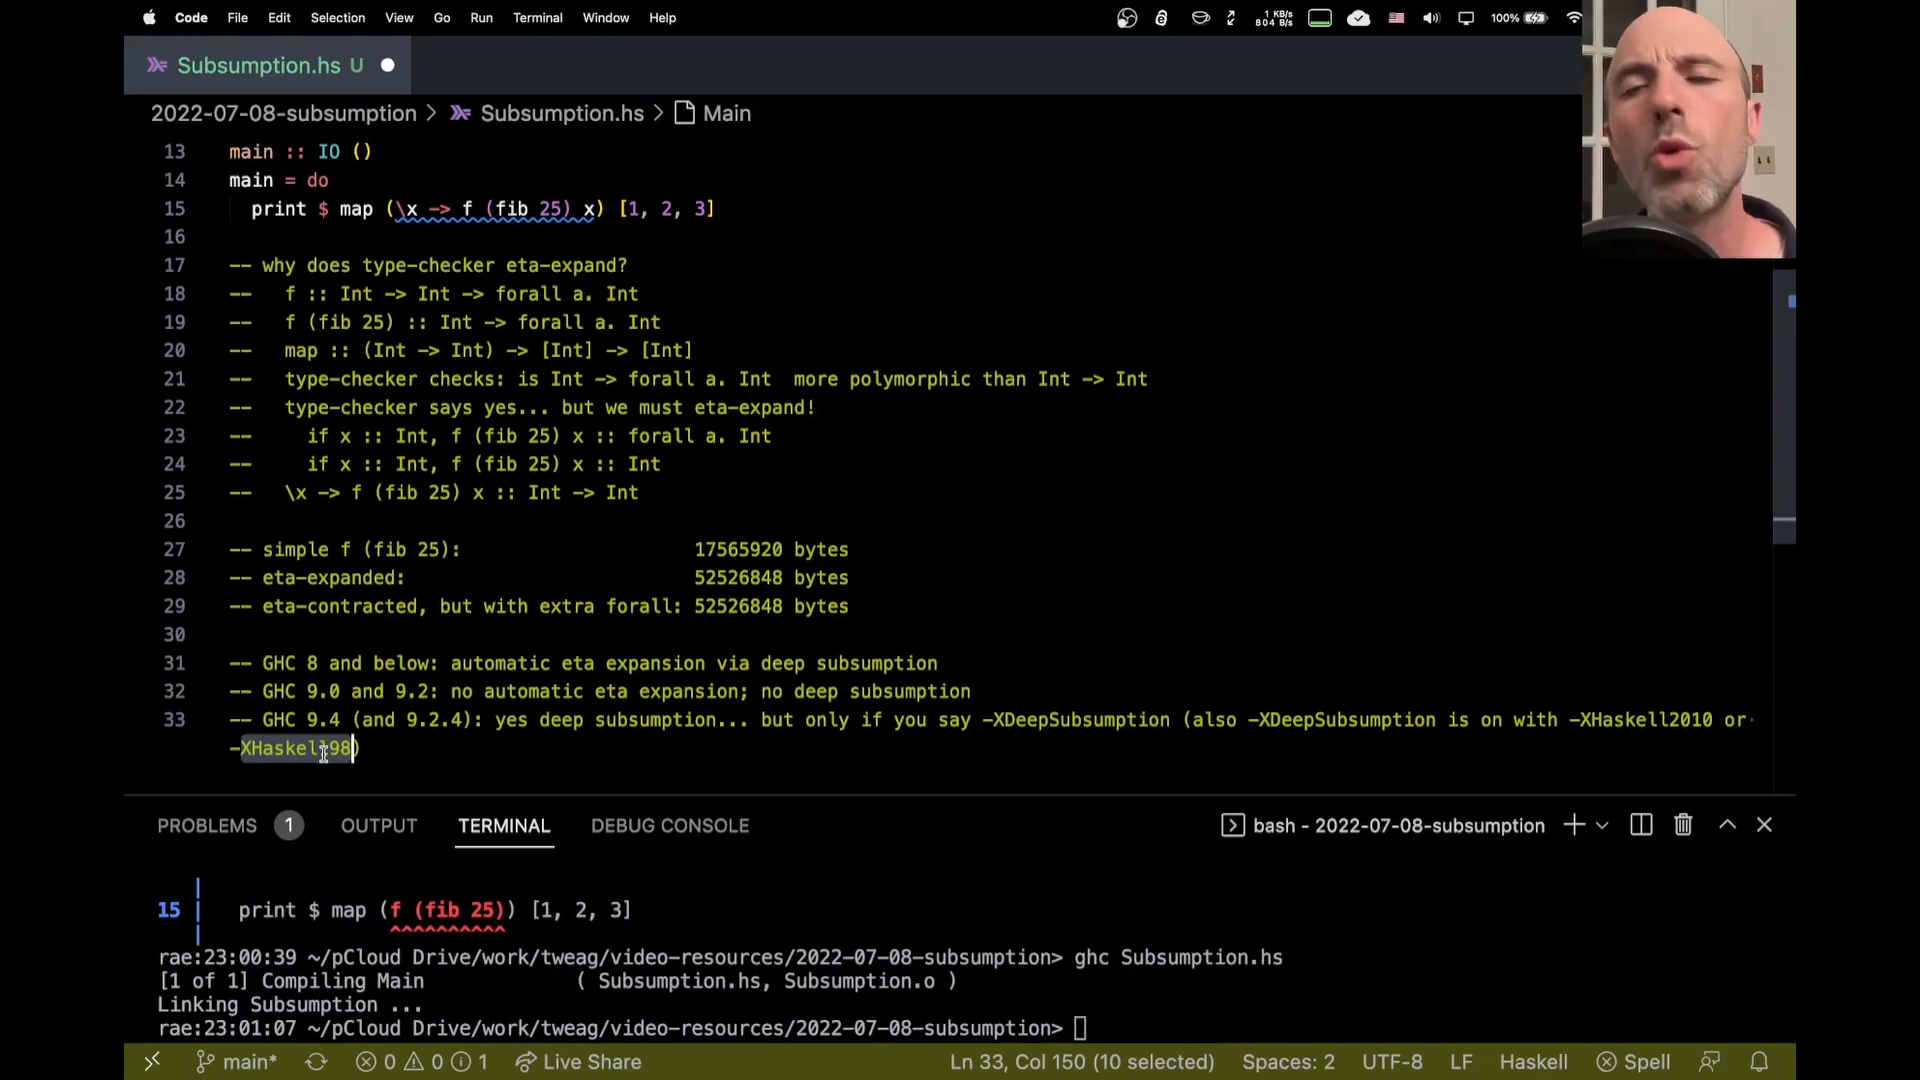 Code File Edit Selection View Go Run Terminal Window Help 1 KB/s 804 B/s 100%
Subsumption.hs U
2022-07-08-subsumption > Subsumption.hs > Main
13 main :: IO ()
14 main = do
15 print $ map (\x -> f (fib 25) x) [1, 2, 3]
16
17 -- why does type-checker eta-expand?
18 -- f :: Int -> Int -> forall a. Int
19 -- f (fib 25) :: Int -> forall a. Int
20 -- map :: (Int -> Int) -> [Int] -> [Int]
21 -- type-checker checks: is Int -> forall a. Int more polymorphic than Int -> Int
22 -- type-checker says yes... but we must eta-expand!
23 -- if x :: Int, f (fib 25) x :: forall a. Int
24 -- if x :: Int, f (fib 25) x :: Int
25 -- \x -> f (fib 25) x :: Int -> Int
26
27 -- simple f (fib 25): 17565920 bytes
28 -- eta-expanded: 52526848 bytes
29 -- eta-contracted, but with extra forall: 52526848 bytes
30
31 -- GHC 8 and below: automatic eta expansion via deep subsumption
32 -- GHC 9.0 and 9.2: no automatic eta expansion; no deep subsumption
33 -- GHC 9.4 (and 9.2.4): yes deep subsumption... but only if you say -XDeepSubsumption (also -XDeepSubsumption is on with -XHaskell2010 or
-XHaskell98)
PROBLEMS 1 OUTPUT TERMINAL DEBUG CONSOLE bash - 2022-07-08-subsumption
|
15 | print $ map (f (fib 25)) [1, 2, 3]
| ^^^^^^^^^^
rae:23:00:39 ~/pCloud Drive/work/tweag/video-resources/2022-07-08-subsumption> ghc Subsumption.hs
[1 of 1] Compiling Main ( Subsumption.hs, Subsumption.o )
Linking Subsumption ...
rae:23:01:07 ~/pCloud Drive/work/tweag/video-resources/2022-07-08-subsumption>
main* 0 0 1 Live Share Ln 33, Col 150 (10 selected) Spaces: 2 UTF-8 LF Haskell Spell